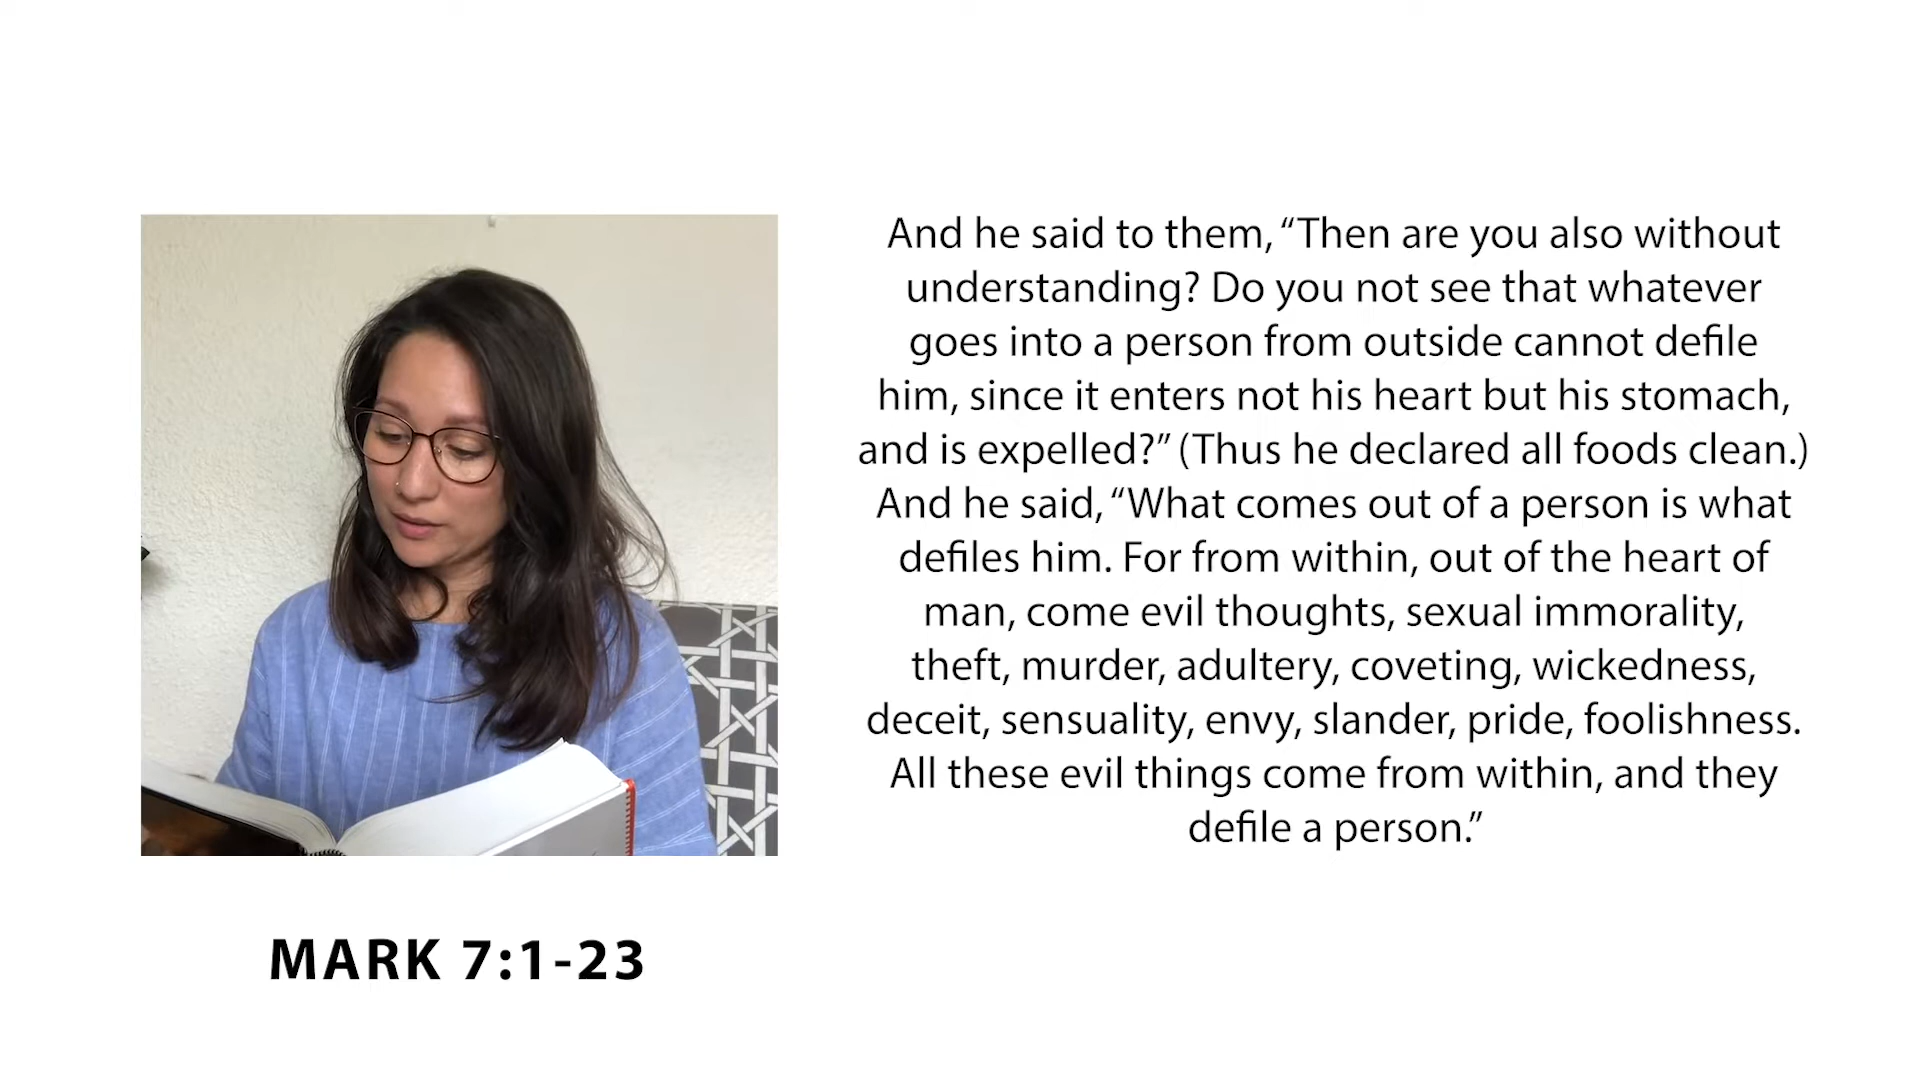 And he said to them, “Then are you also without
understanding? Do you not see that whatever
goes into a person from outside cannot defile
him, since it enters not his heart but his stomach,
and is expelled?” (Thus he declared all foods clean.)
And he said, “What comes out of a person is what
defiles him. For from within, out of the heart of
man, come evil thoughts, sexual immorality,
theft, murder, adultery, coveting, wickedness,
deceit, sensuality, envy, slander, pride, foolishness.
All these evil things come from within, and they
defile a person.”
MARK 7:1-23